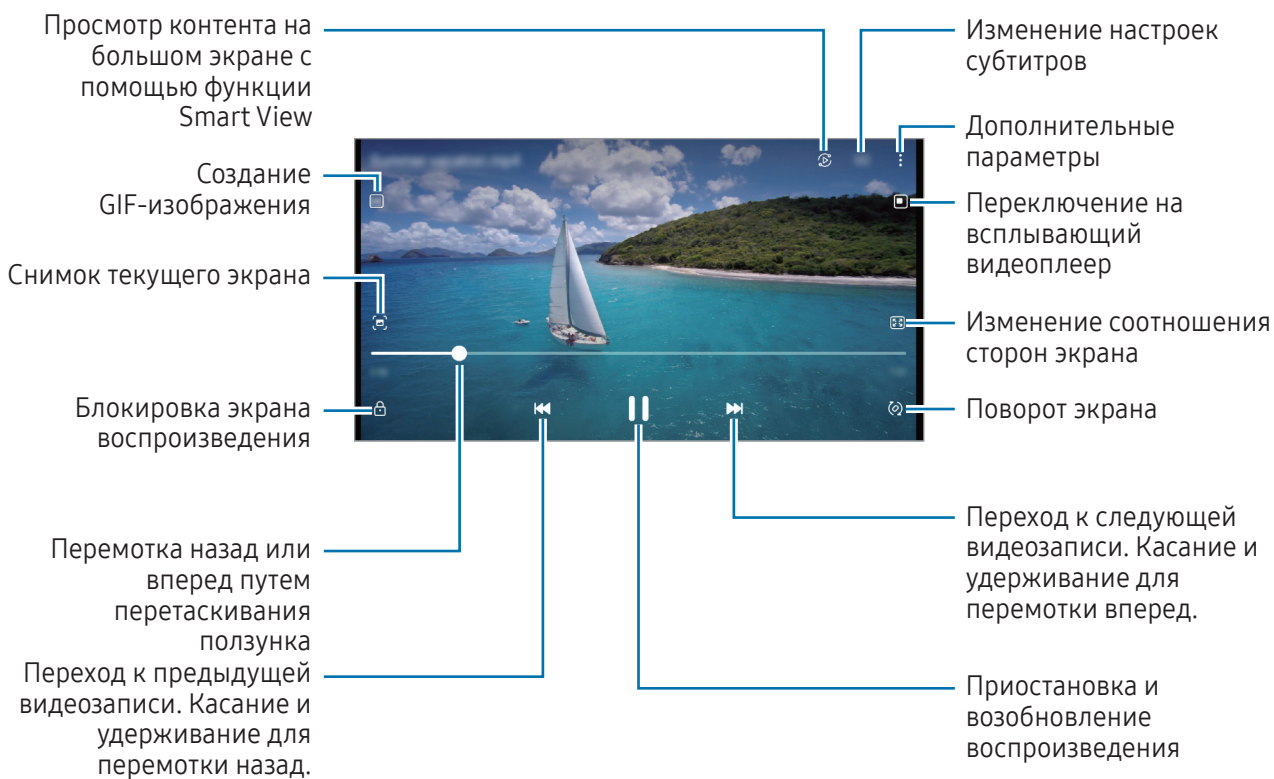 Просмотр контента на
большом экране с
помощью функции
Smart View
Создание
GIF-изображения
Снимок текущего экрана
Блокировка экрана
воспроизведения
Перемотка назад или
вперед путем
перетаскивания
ползунка
Переход к предыдущей
видеозаписи. Касание и
удерживание для
перемотки назад.
Изменение настроек
субтитров
Дополнительные
параметры
Переключение на
всплывающий
видеоплеер
Изменение соотношения
сторон экрана
Поворот экрана
Переход к следующей
видеозаписи. Касание и
удерживание для
перемотки вперед.
Приостановка и
возобновление
воспроизведения